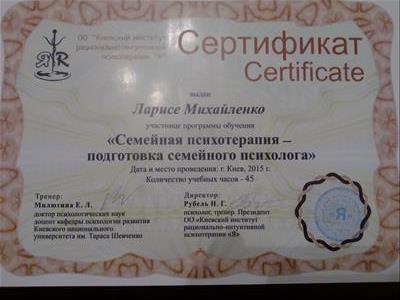 ОО "Киевский институт
рационально-интуитивной
психотерапии "Я"
Сертификат
Certificate
выдан
Ларисе Михайленко
участнице программы обучения
«Семейная психотерапия –
подготовка семейного психолога»
Дата и место проведения: г. Киев, 2015 г.
Количество учебных часов - 45
Тренер:
Милютина Е. Л.
доктор психологических наук
доцент кафедры психологии развития
Киевского национального
университета им. Тараса Шевченко
Директор:
Рубель Н. Г.
психолог, тренер. Президент
ОО «Киевский институт
рационально-интуитивной
психотерапии «Я»
-Я-